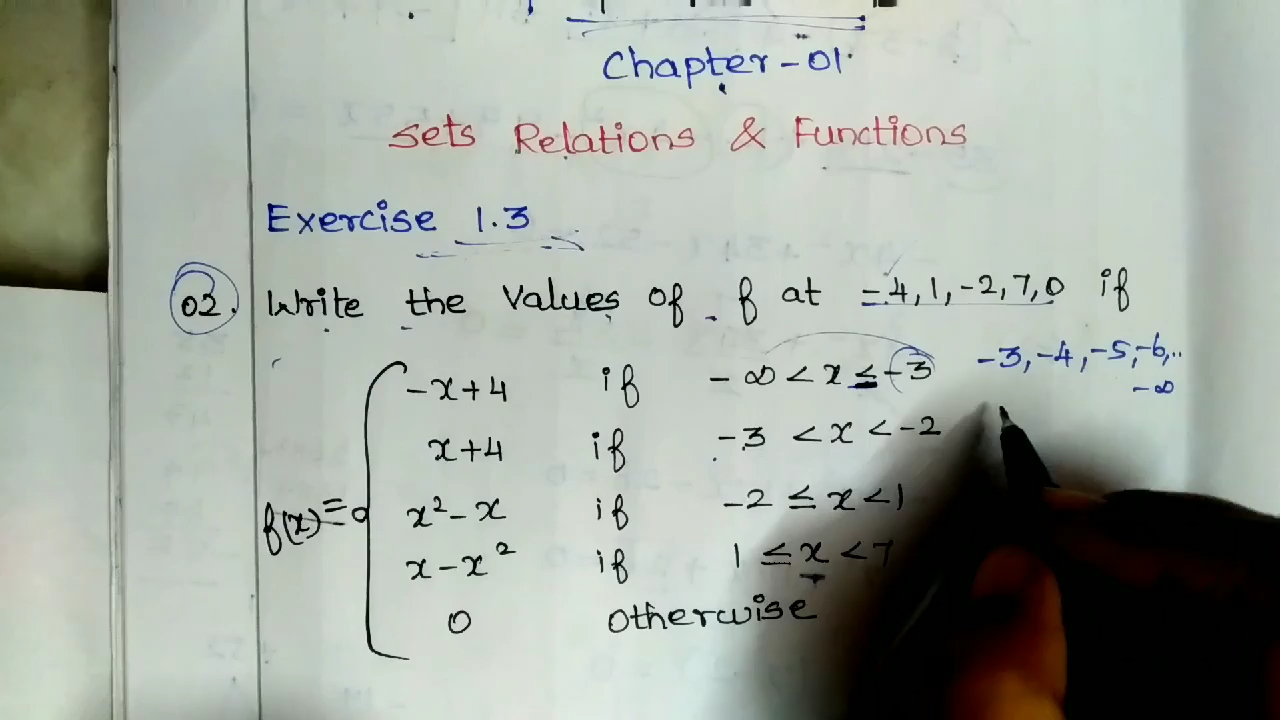 Chapter-01.
Sets Relations & Functions
Exercise 1.3
02. Write the Values of f at -4, 1, -2, 7, 0 if
-x+4 if -∞ < x ≤ -3 -3, -4, -5, -6, ..
-∞
x+4 if -3 < x < -2
f(x) = x² - x if -2 ≤ x < 1
x - x² if 1 ≤ x < 7
0 otherwise